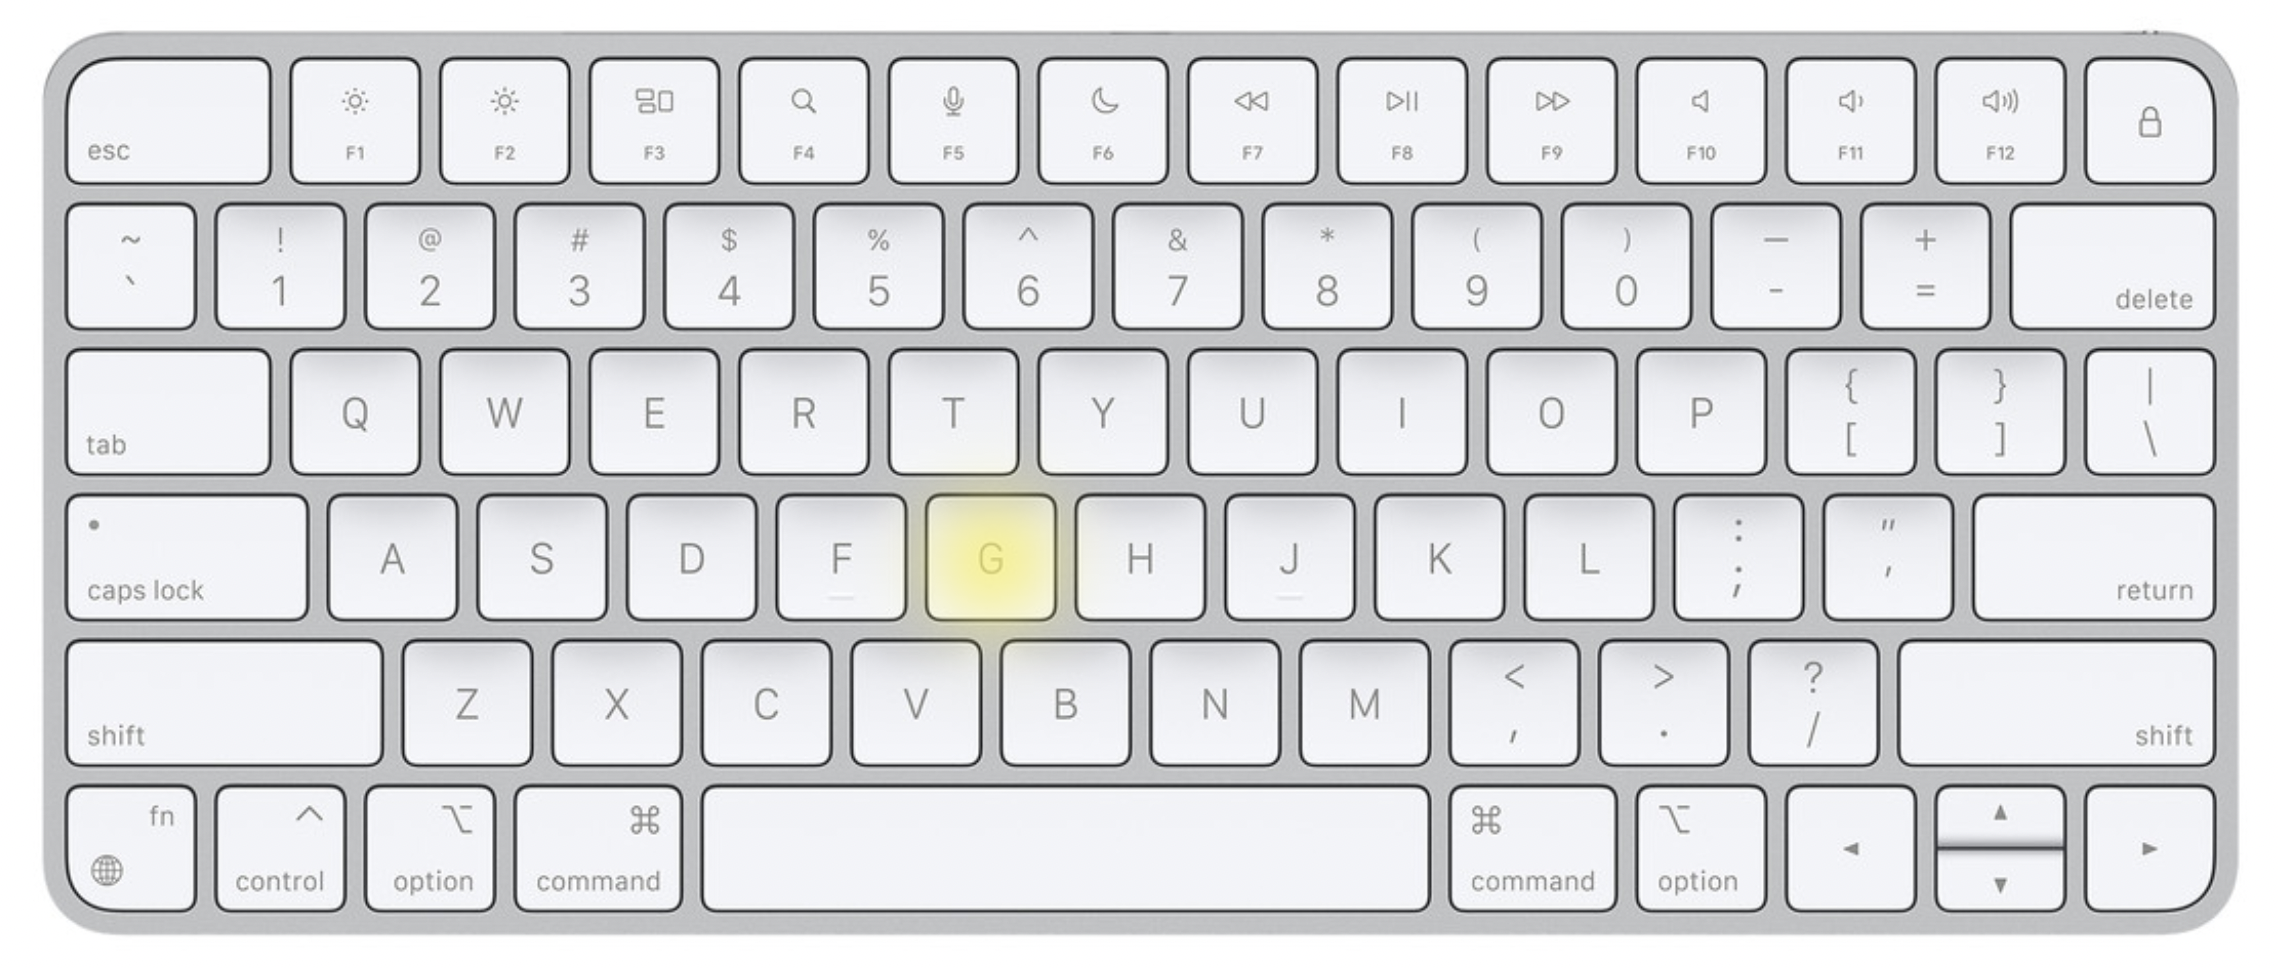 esc F1 F2 F3 F4 F5 F6 F7 F8 F9 F10 F11 F12
~ ! @ # $ % ^ & * ( ) — +
` 1 2 3 4 5 6 7 8 9 0 - = delete
tab Q W E R T Y U I O P { [ } ] | \
caps lock A S D F G H J K L : ; " ' return
shift Z X C V B N M < , > . ? / shift
fn ^ ⌥ ⌘ ⌘ ⌥ ◀ ▲ ▼ ▶
control option command command option